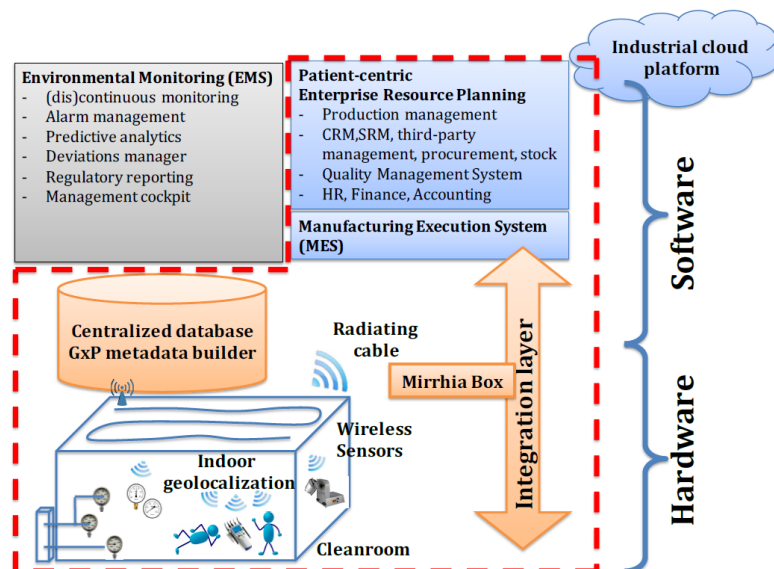 Industrial cloud
platform
Environmental Monitoring (EMS)
- (dis)continuous monitoring
- Alarm management
- Predictive analytics
- Deviations manager
- Regulatory reporting
- Management cockpit
Patient-centric
Enterprise Resource Planning
- Production management
- CRM,SRM, third-party
management, procurement, stock
- Quality Management System
- HR, Finance, Accounting
Manufacturing Execution System
(MES)
Software
Centralized database
GxP metadata builder
Radiating
cable
Mirrhia Box
Integration layer
Hardware
Wireless
Sensors
Indoor
geolocalization
Cleanroom